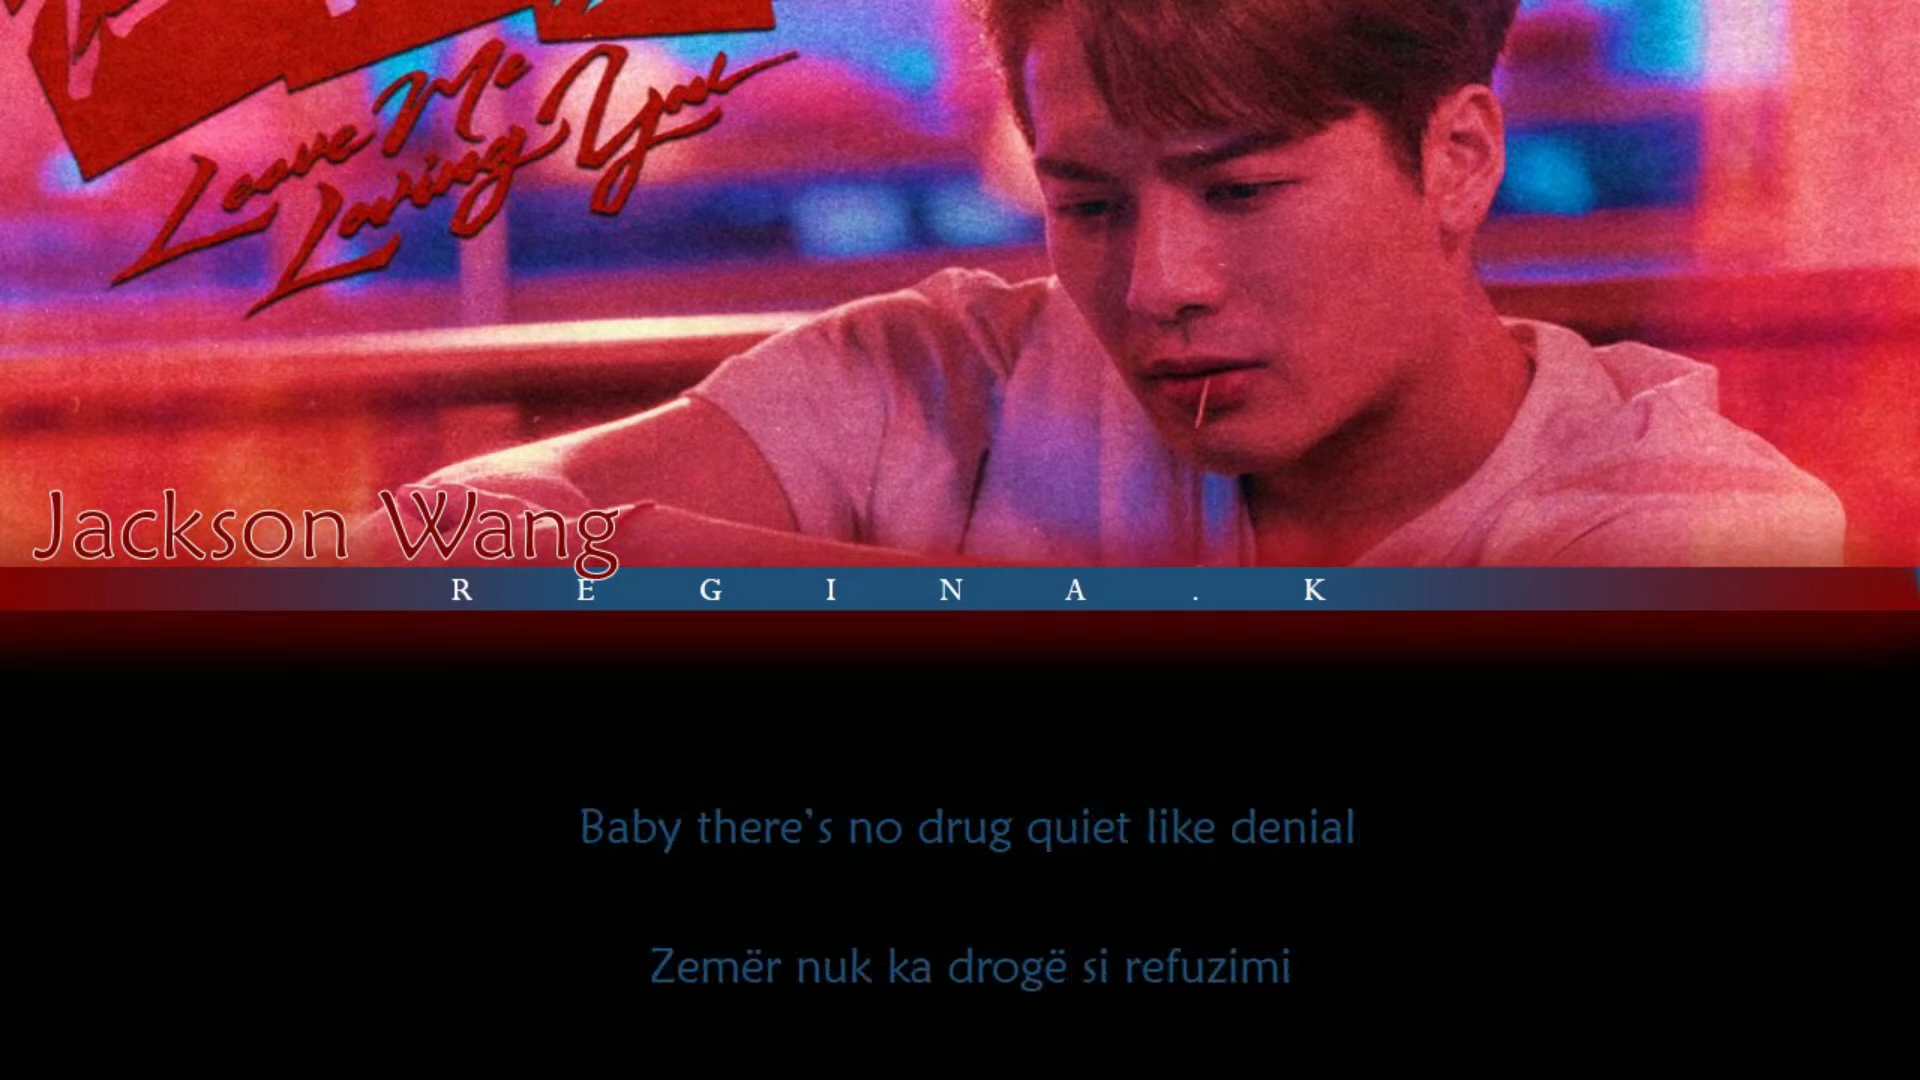 Leave Me
Loving You
Jackson Wang
REGINA.K
Baby there's no drug quiet like denial
Zemër nuk ka drogë si refuzimi